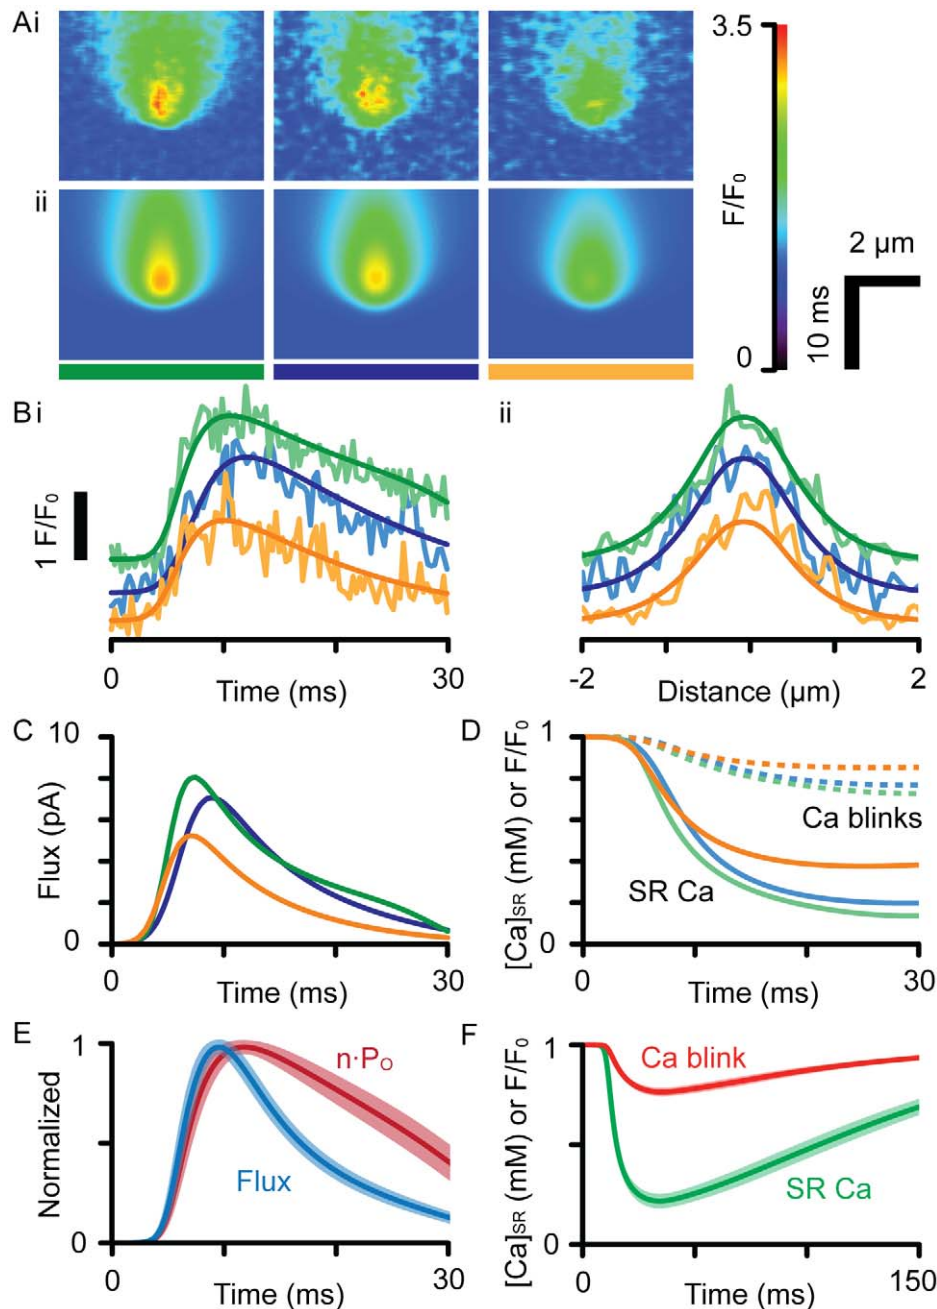 Ai
3.5
F/F₀
0
2 µm
10 ms
ii
B i
1 F/F₀
0
30
Time (ms)
ii
-2
2
Distance (µm)
C
10
Flux (pA)
0
0
30
Time (ms)
D
1
[Ca]SR (mM) or F/F₀
0
Ca blinks
SR Ca
0
30
Time (ms)
E
1
Normalized
0
n·Po
Flux
0
30
Time (ms)
F
1
[Ca]SR (mM) or F/F₀
0
Ca blink
SR Ca
0
150
Time (ms)